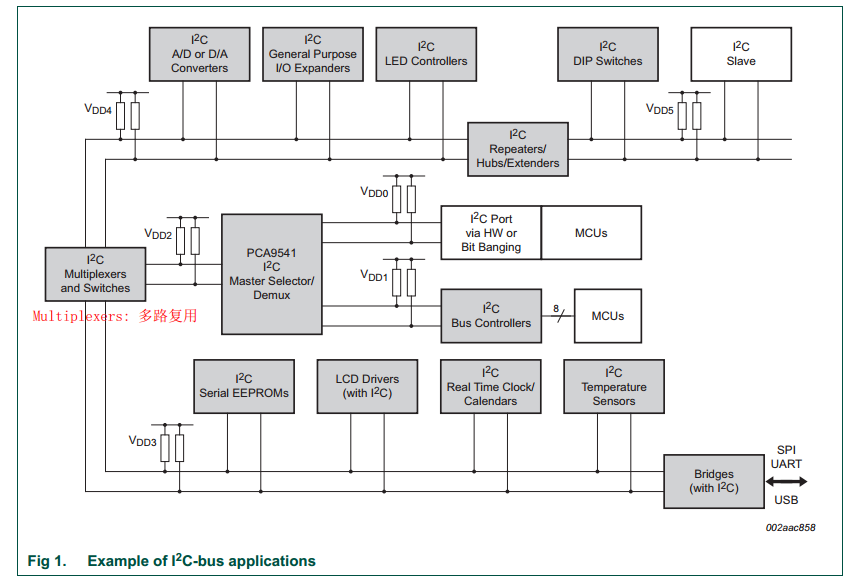 I²C
A/D or D/A
Converters
I²C
General Purpose
I/O Expanders
I²C
LED Controllers
I²C
DIP Switches
I²C
Slave
VDD4
VDD5
I²C
Repeaters/
Hubs/Extenders
VDD0
VDD2
PCA9541
I²C
Master Selector/
Demux
I²C Port
via HW or
Bit Banging
MCUs
I²C
Multiplexers
and Switches
VDD1
Multiplexers: 多路复用
I²C
Bus Controllers
8
MCUs
I²C
Serial EEPROMs
LCD Drivers
(with I²C)
I²C
Real Time Clock/
Calendars
I²C
Temperature
Sensors
VDD3
Bridges
(with I²C)
SPI
UART
USB
002aac858
Fig 1. Example of I²C-bus applications